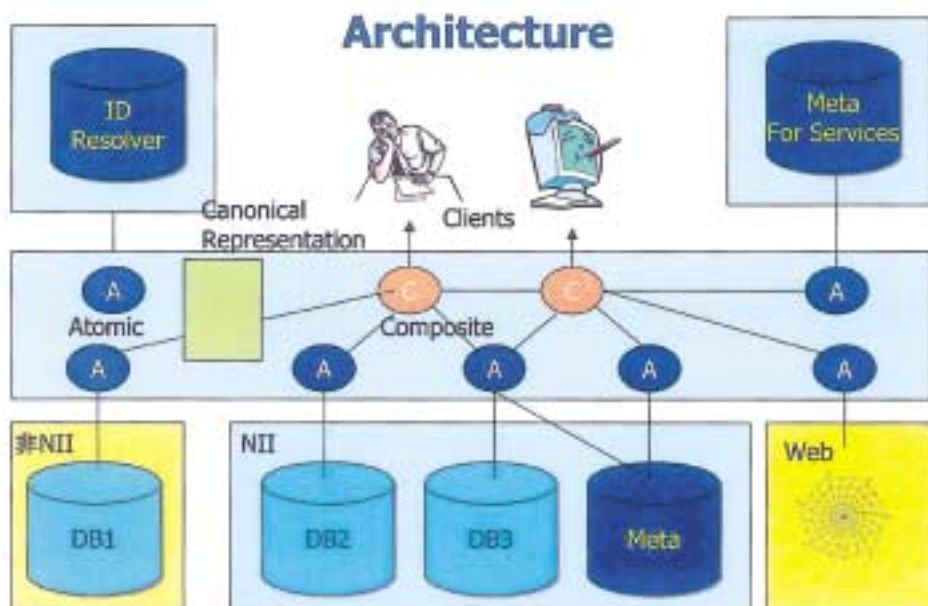 Architecture
ID
Resolver
Meta
For Services
Canonical
Representation
Clients
A
C
C
A
Atomic
Composite
A
A
A
A
A
非NII
NII
Web
DB1
DB2
DB3
Meta